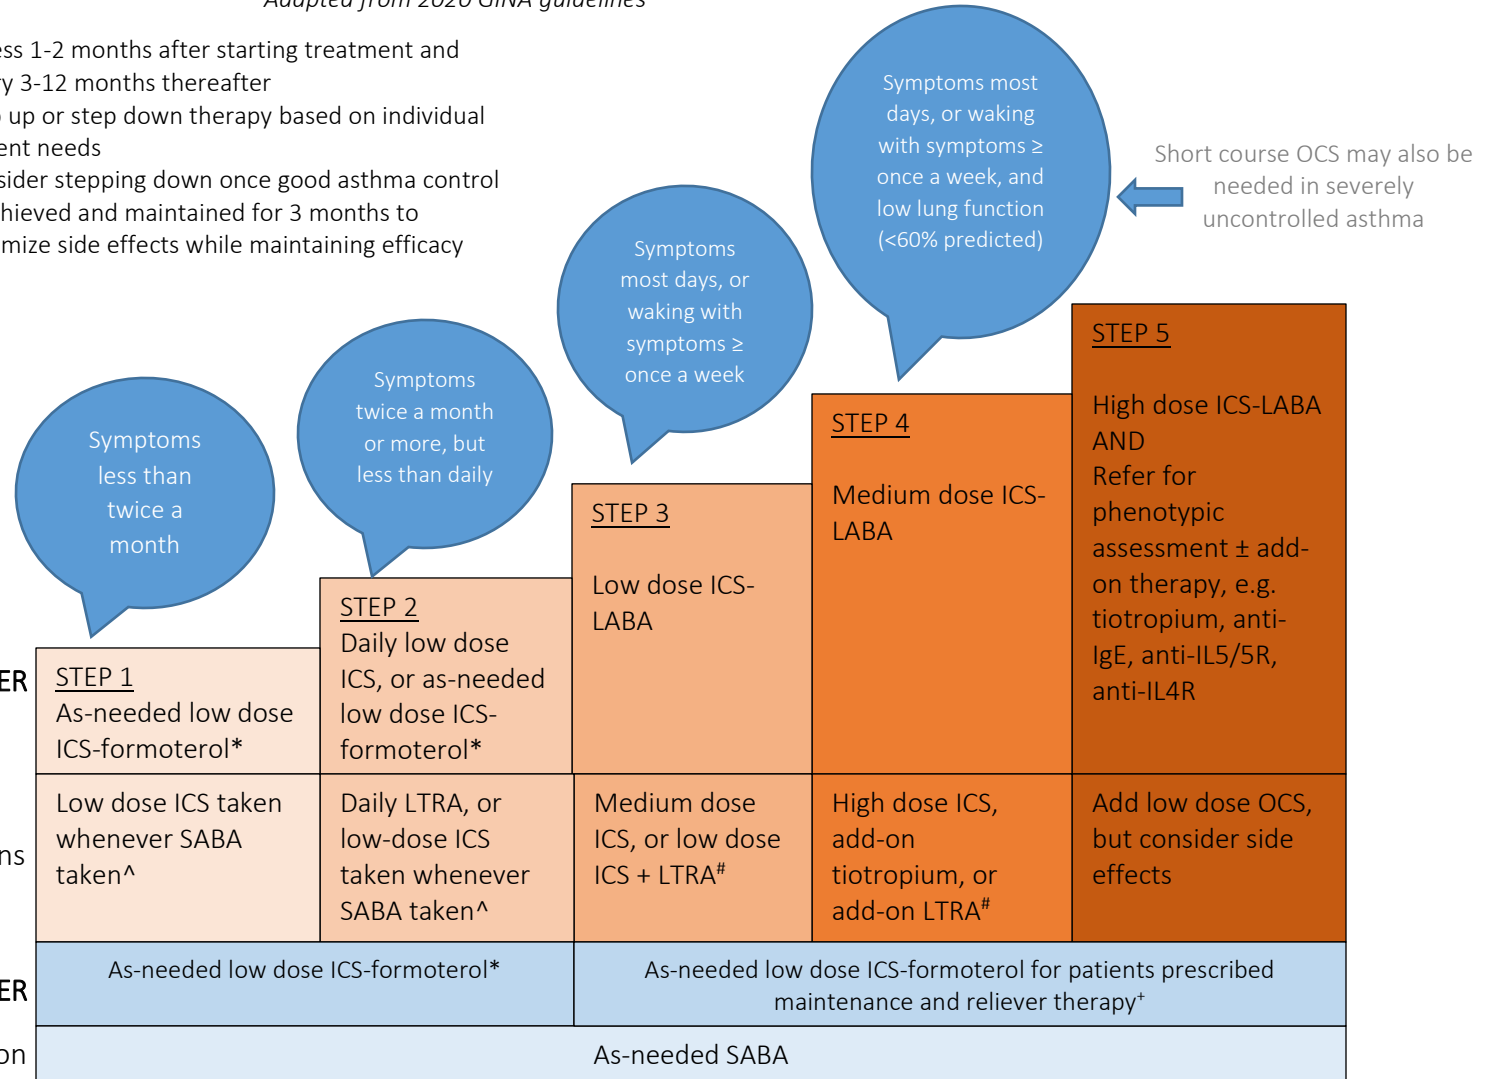 Adapted from 2020 GINA guidelines
ess 1-2 months after starting treatment and
ry 3-12 months thereafter
up or step down therapy based on individual
ent needs
sider stepping down once good asthma control
chieved and maintained for 3 months to
mize side effects while maintaining efficacy
Symptoms most
days, or waking
with symptoms ≥
once a week, and
low lung function
(<60% predicted)
Short course OCS may also be
needed in severely
uncontrolled asthma
Symptoms
most days, or
waking with
symptoms ≥
once a week
Symptoms
twice a month
or more, but
less than daily
Symptoms
less than
twice a
month
STEP 1
As-needed low dose
ICS-formoterol*
STEP 2
Daily low dose
ICS, or as-needed
low dose ICS-
formoterol*
STEP 3
Low dose ICS-
LABA
STEP 4
Medium dose ICS-
LABA
STEP 5
High dose ICS-LABA
AND
Refer for
phenotypic
assessment ± add-
on therapy, e.g.
tiotropium, anti-
IgE, anti-IL5/5R,
anti-IL4R
ER
ns
Low dose ICS taken
whenever SABA
taken^
Daily LTRA, or
low-dose ICS
taken whenever
SABA taken^
Medium dose
ICS, or low dose
ICS + LTRA#
High dose ICS,
add-on
tiotropium, or
add-on LTRA#
Add low dose OCS,
but consider side
effects
ER
As-needed low dose ICS-formoterol*
As-needed low dose ICS-formoterol for patients prescribed
maintenance and reliever therapy+
on
As-needed SABA